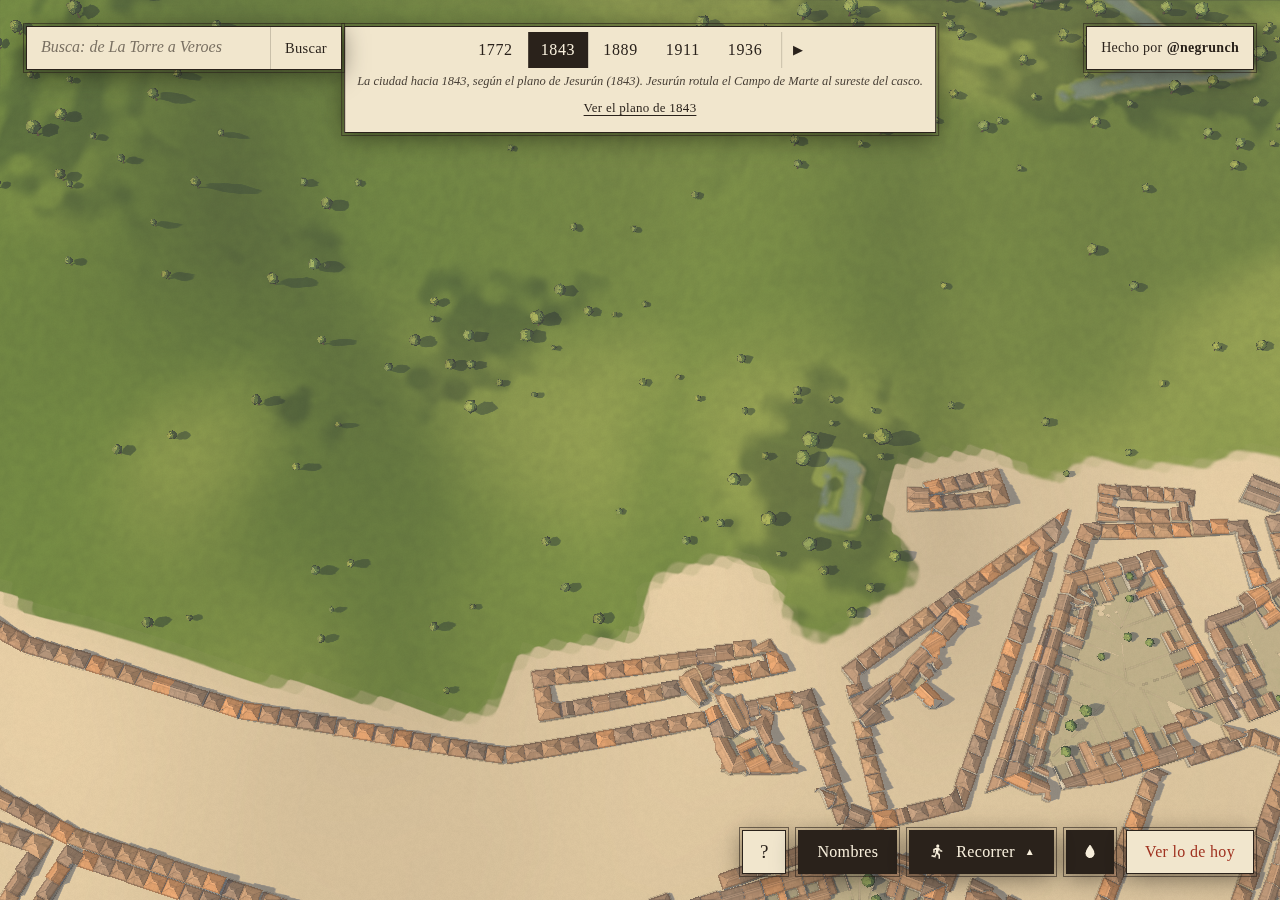 Busca: de La Torre a Veroes
Buscar
1772 1843 1889 1911 1936 ▶
La ciudad hacia 1843, según el plano de Jesurún (1843). Jesurún rotula el Campo de Marte al sureste del casco.
Ver el plano de 1843
Hecho por @negrunch
? Nombres Recorrer ▲ Ver lo de hoy